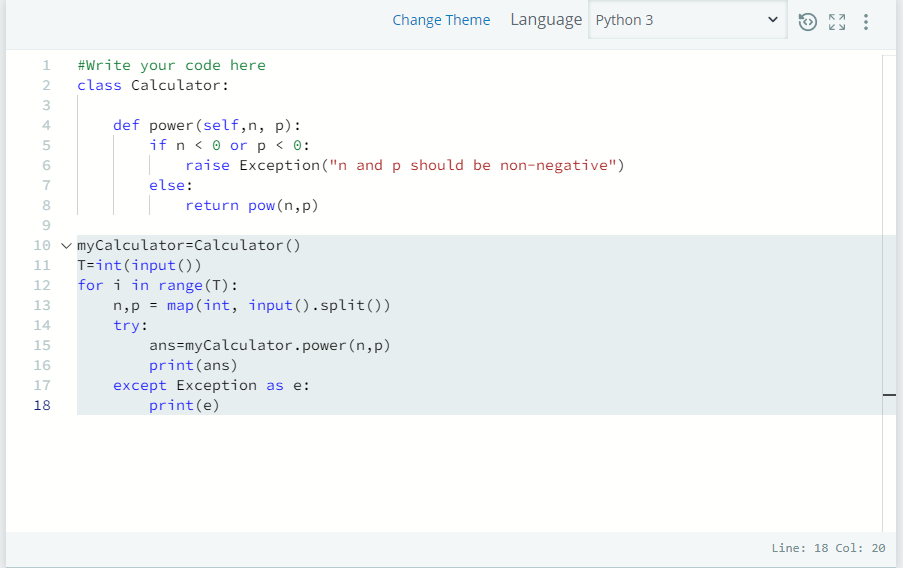 Change Theme Language Python 3
1 #Write your code here
2 class Calculator:
3
4     def power(self,n, p):
5         if n < 0 or p < 0:
6             raise Exception("n and p should be non-negative")
7         else:
8             return pow(n,p)
9
10 myCalculator=Calculator()
11 T=int(input())
12 for i in range(T):
13     n,p = map(int, input().split())
14     try:
15         ans=myCalculator.power(n,p)
16         print(ans)
17     except Exception as e:
18         print(e)
Line: 18 Col: 20